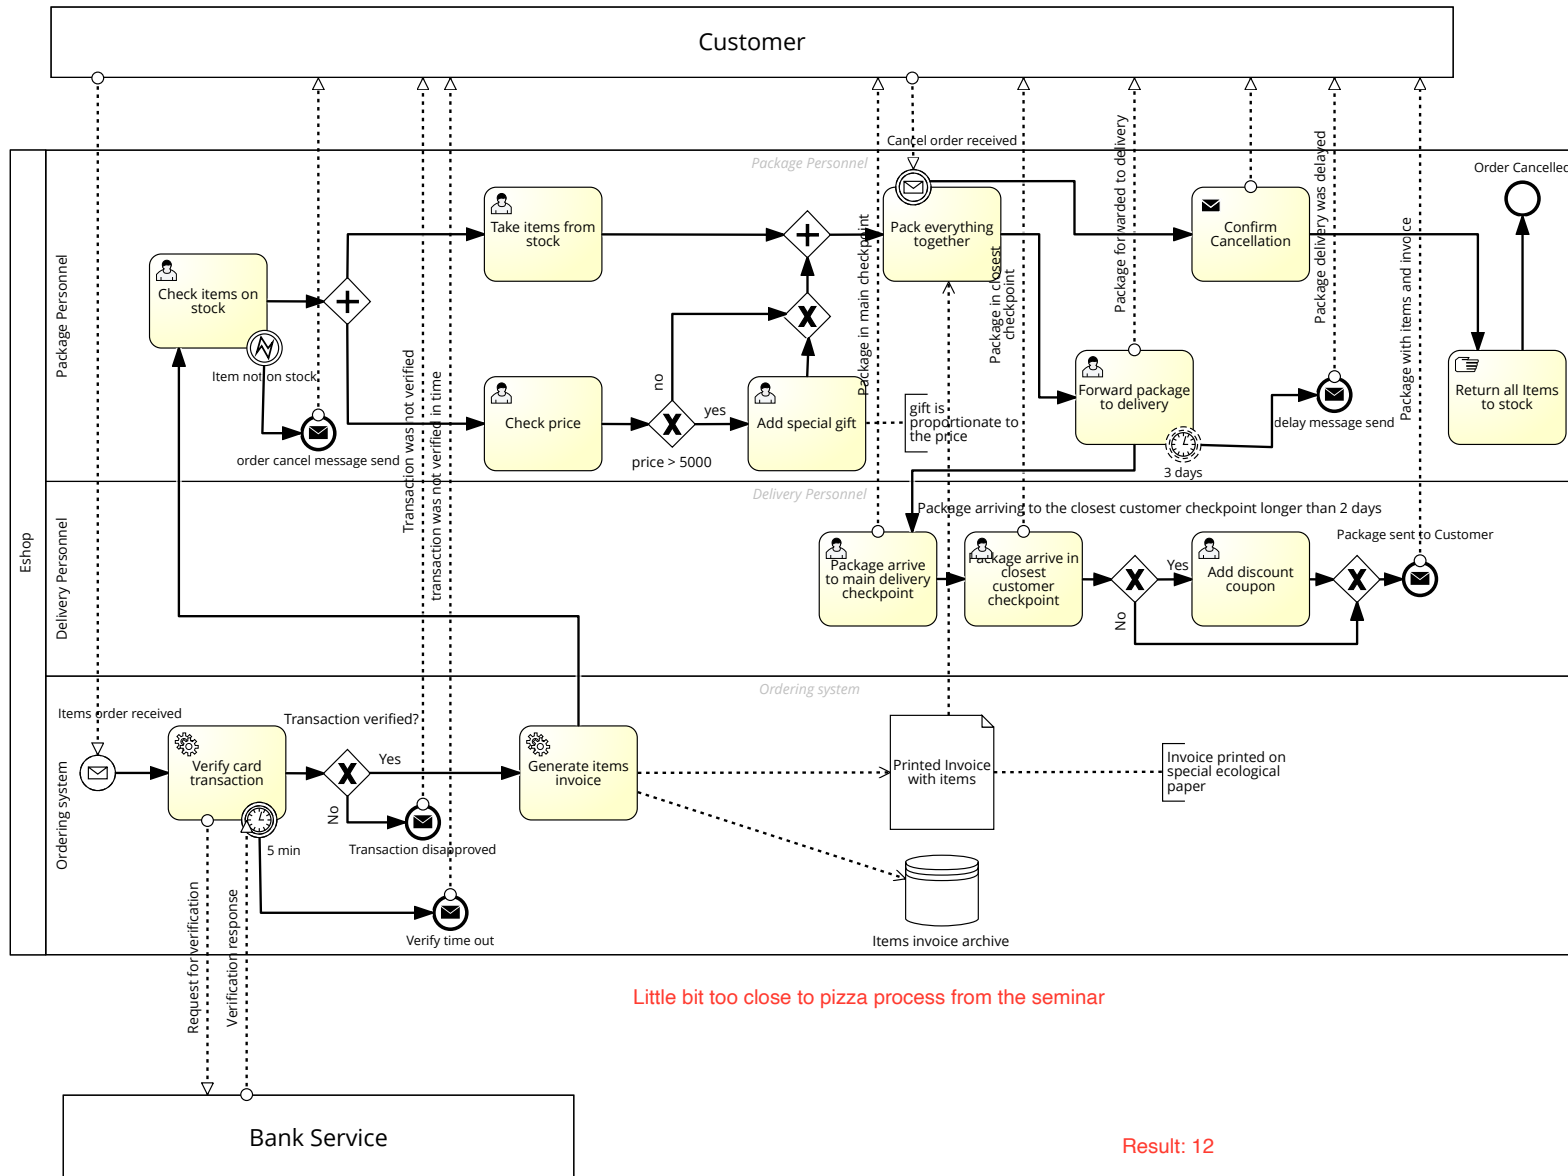 Customer
Cancel order received
Package Personnel
Order Cancelled
Eshop
Package Personnel
Take items from
stock
Pack everything
together
Confirm
Cancellation
Check items on
stock
Item not on stock
order cancel message send
Transaction was not verified
transaction was not verified in time
Check price
no
yes
price > 5000
Add special gift
gift is
proportionate to
the price
Package in main checkpoint
Package in closest
checkpoint
Package forwarded to delivery
Package delivery was delayed
Package with items and invoice
Forward package
to delivery
3 days
delay message send
Return all Items
to stock
Delivery Personnel
Delivery Personnel
Package arriving to the closest customer checkpoint longer than 2 days
Package sent to Customer
Package arrive
to main delivery
checkpoint
Package arrive in
closest
customer
checkpoint
Yes
No
Add discount
coupon
Ordering system
Ordering system
Items order received
Verify card
transaction
5 min
Transaction verified?
Yes
No
Transaction disapproved
Verify time out
Generate items
invoice
Printed Invoice
with items
Invoice printed on
special ecological
paper
Items invoice archive
Request for verification
Verification response
Little bit too close to pizza process from the seminar
Bank Service
Result: 12